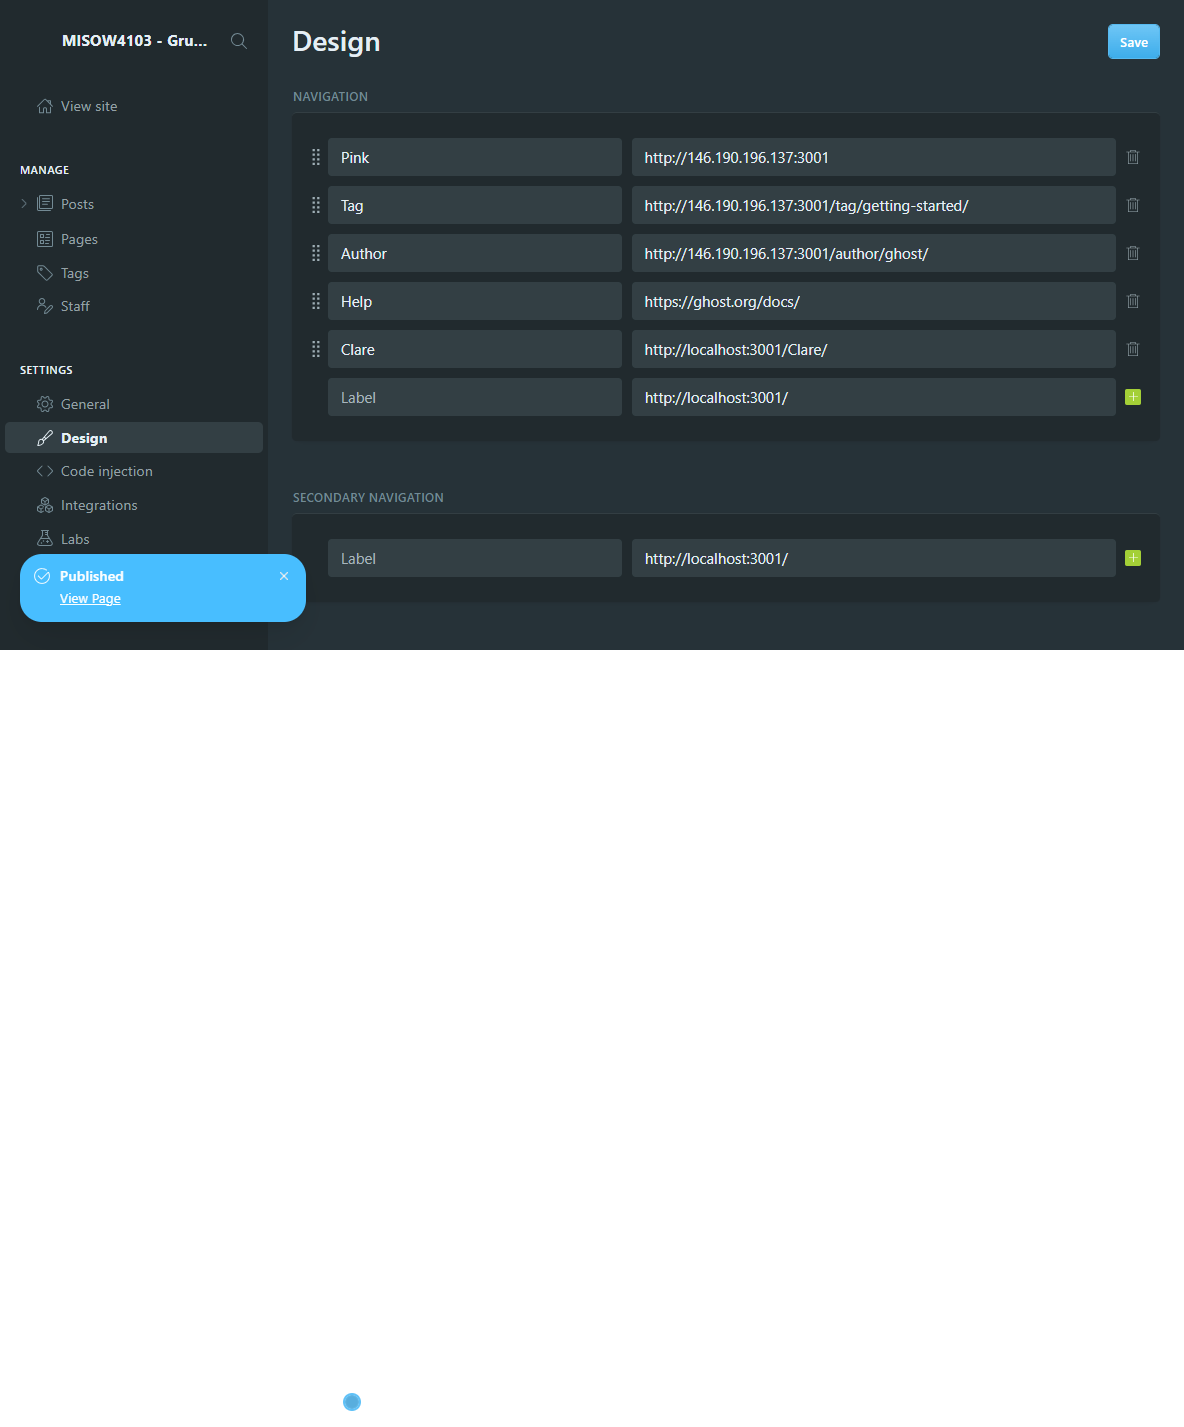 MISOW4103 - Gru...
View site
MANAGE
Posts
Pages
Tags
Staff
SETTINGS
General
Design
Code injection
Integrations
Labs
Published
View Page
Design
Save
NAVIGATION
Pink http://146.190.196.137:3001
Tag http://146.190.196.137:3001/tag/getting-started/
Author http://146.190.196.137:3001/author/ghost/
Help https://ghost.org/docs/
Clare http://localhost:3001/Clare/
Label http://localhost:3001/
SECONDARY NAVIGATION
Label http://localhost:3001/